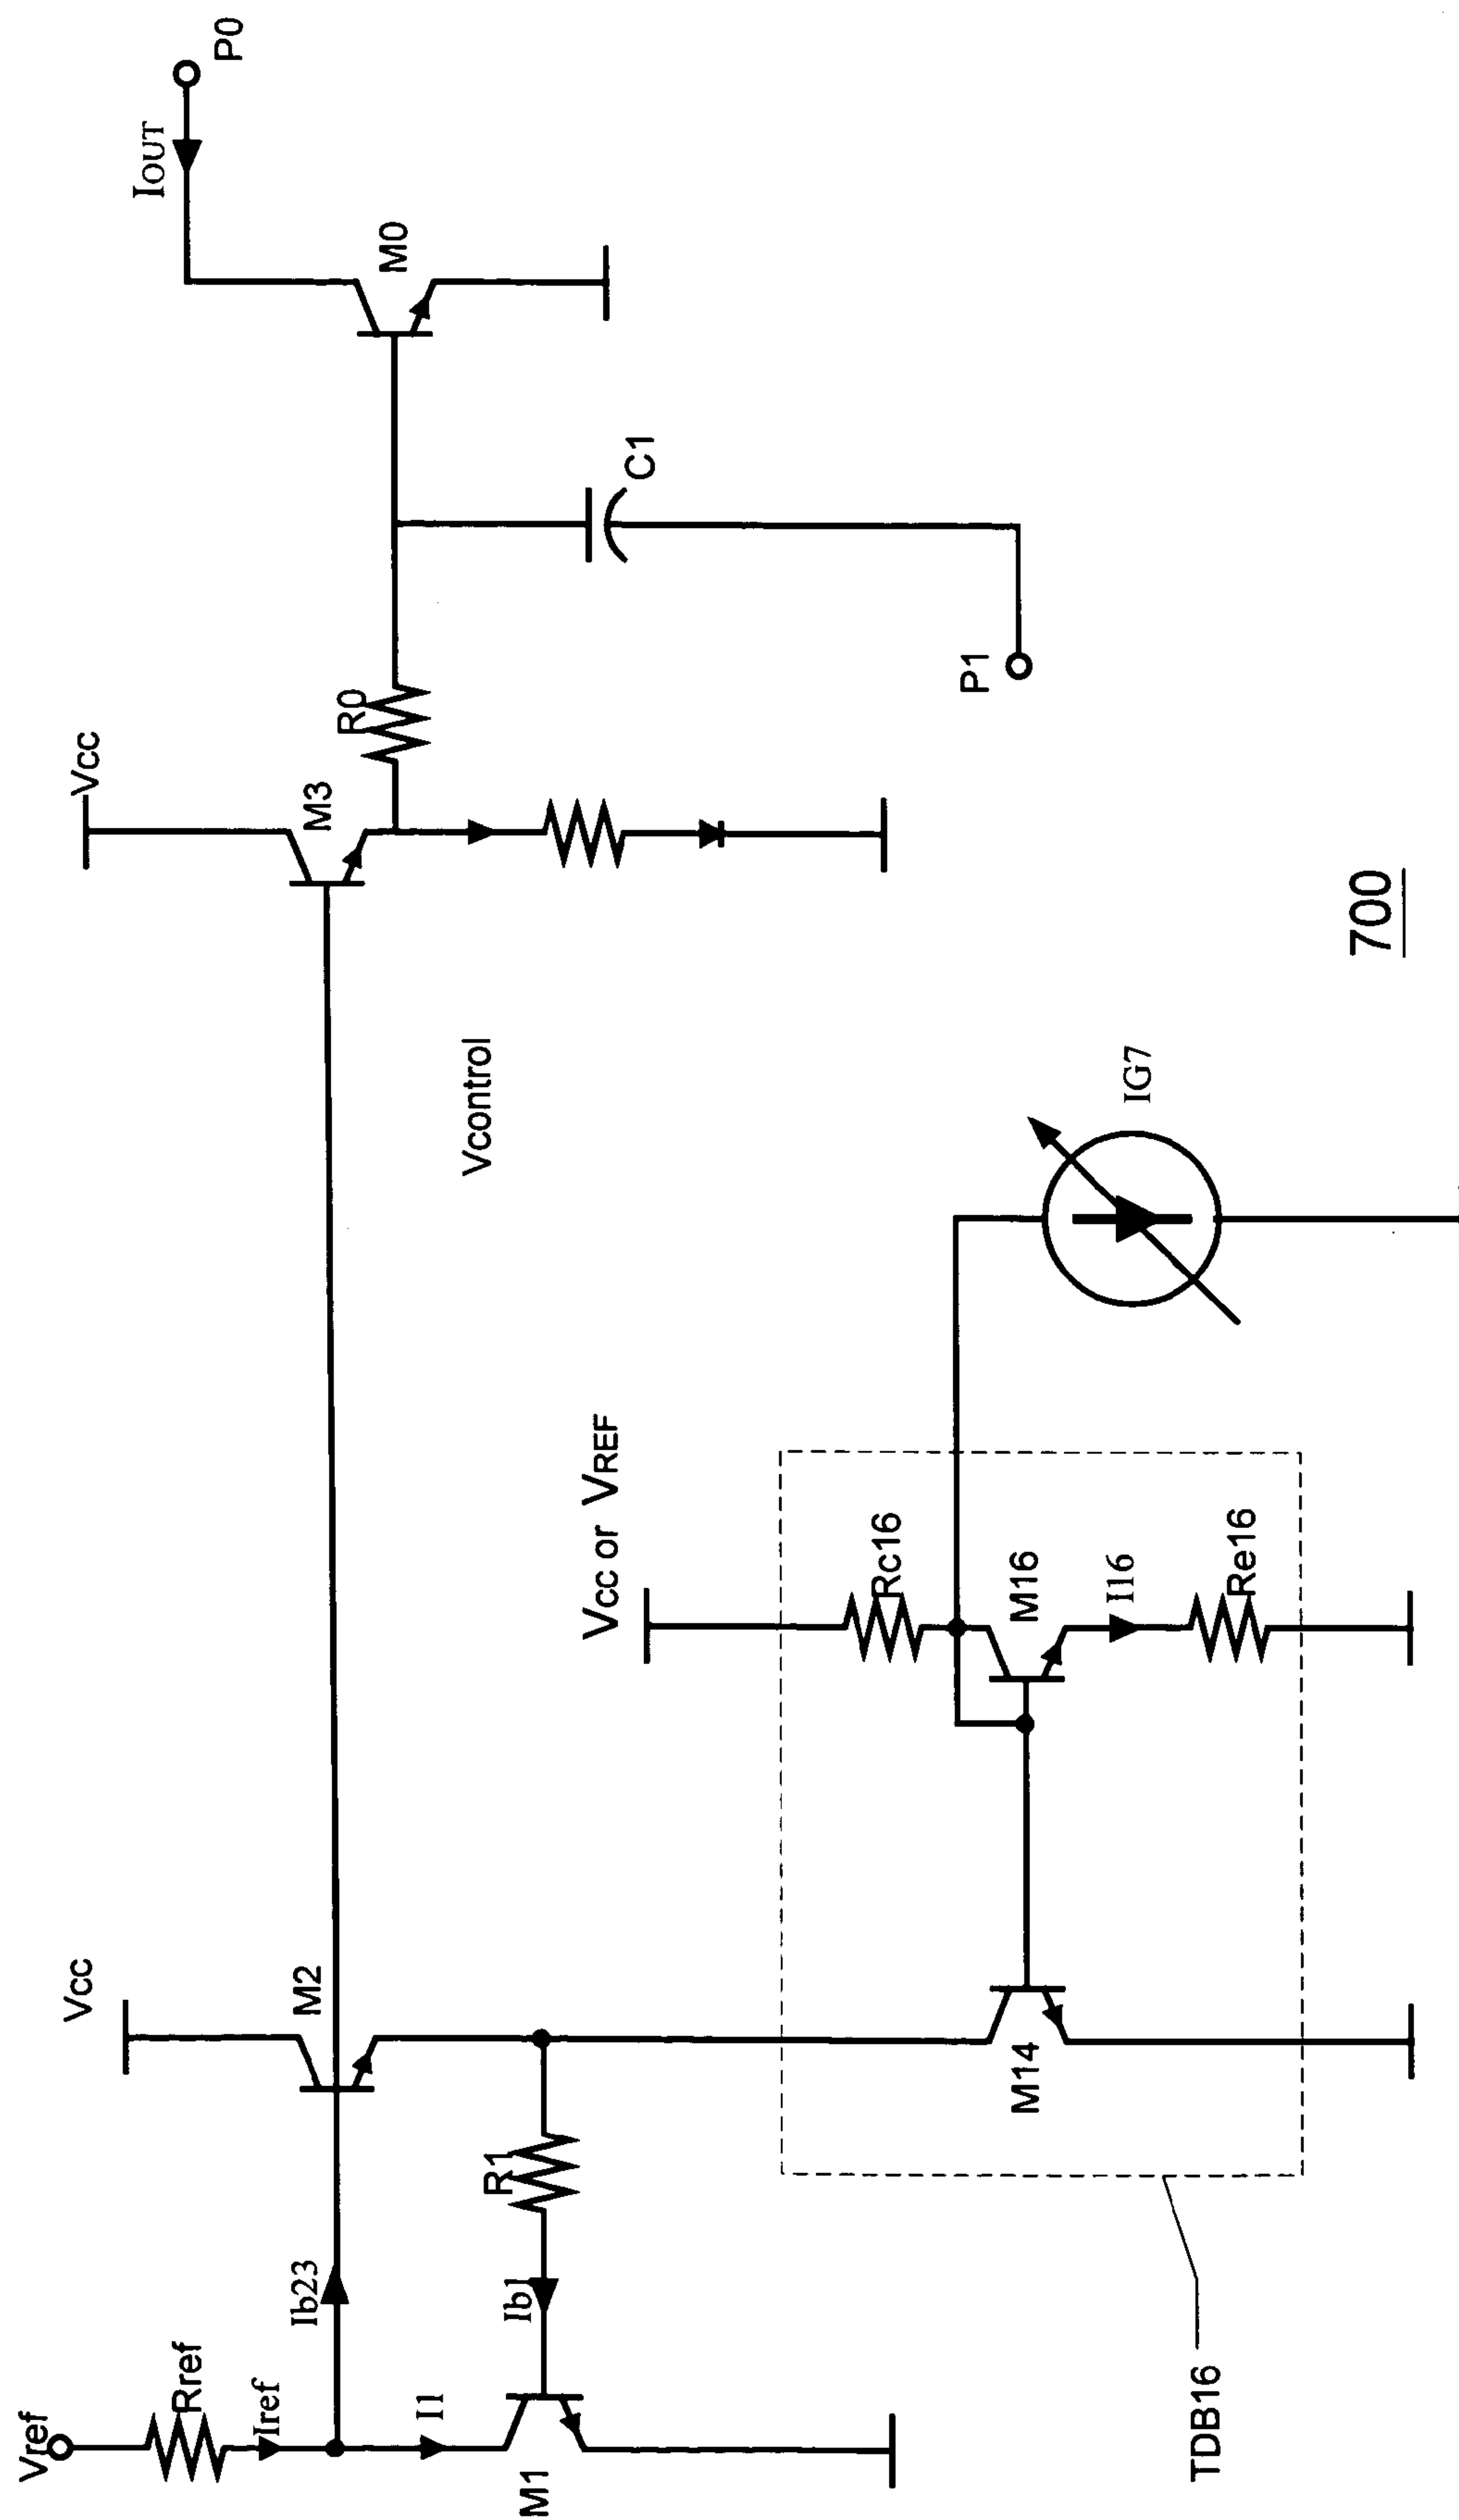 Vref
Rref
Iref
Ib23
I1
M1
Ib1
R1
Vcc
M2
Vcontrol
Vcc
M3
R0
C1
P1
IOUT
P0
M0
TDB16
M14
Vcc or VREF
Rc16
M16
I16
Re16
IG7
700